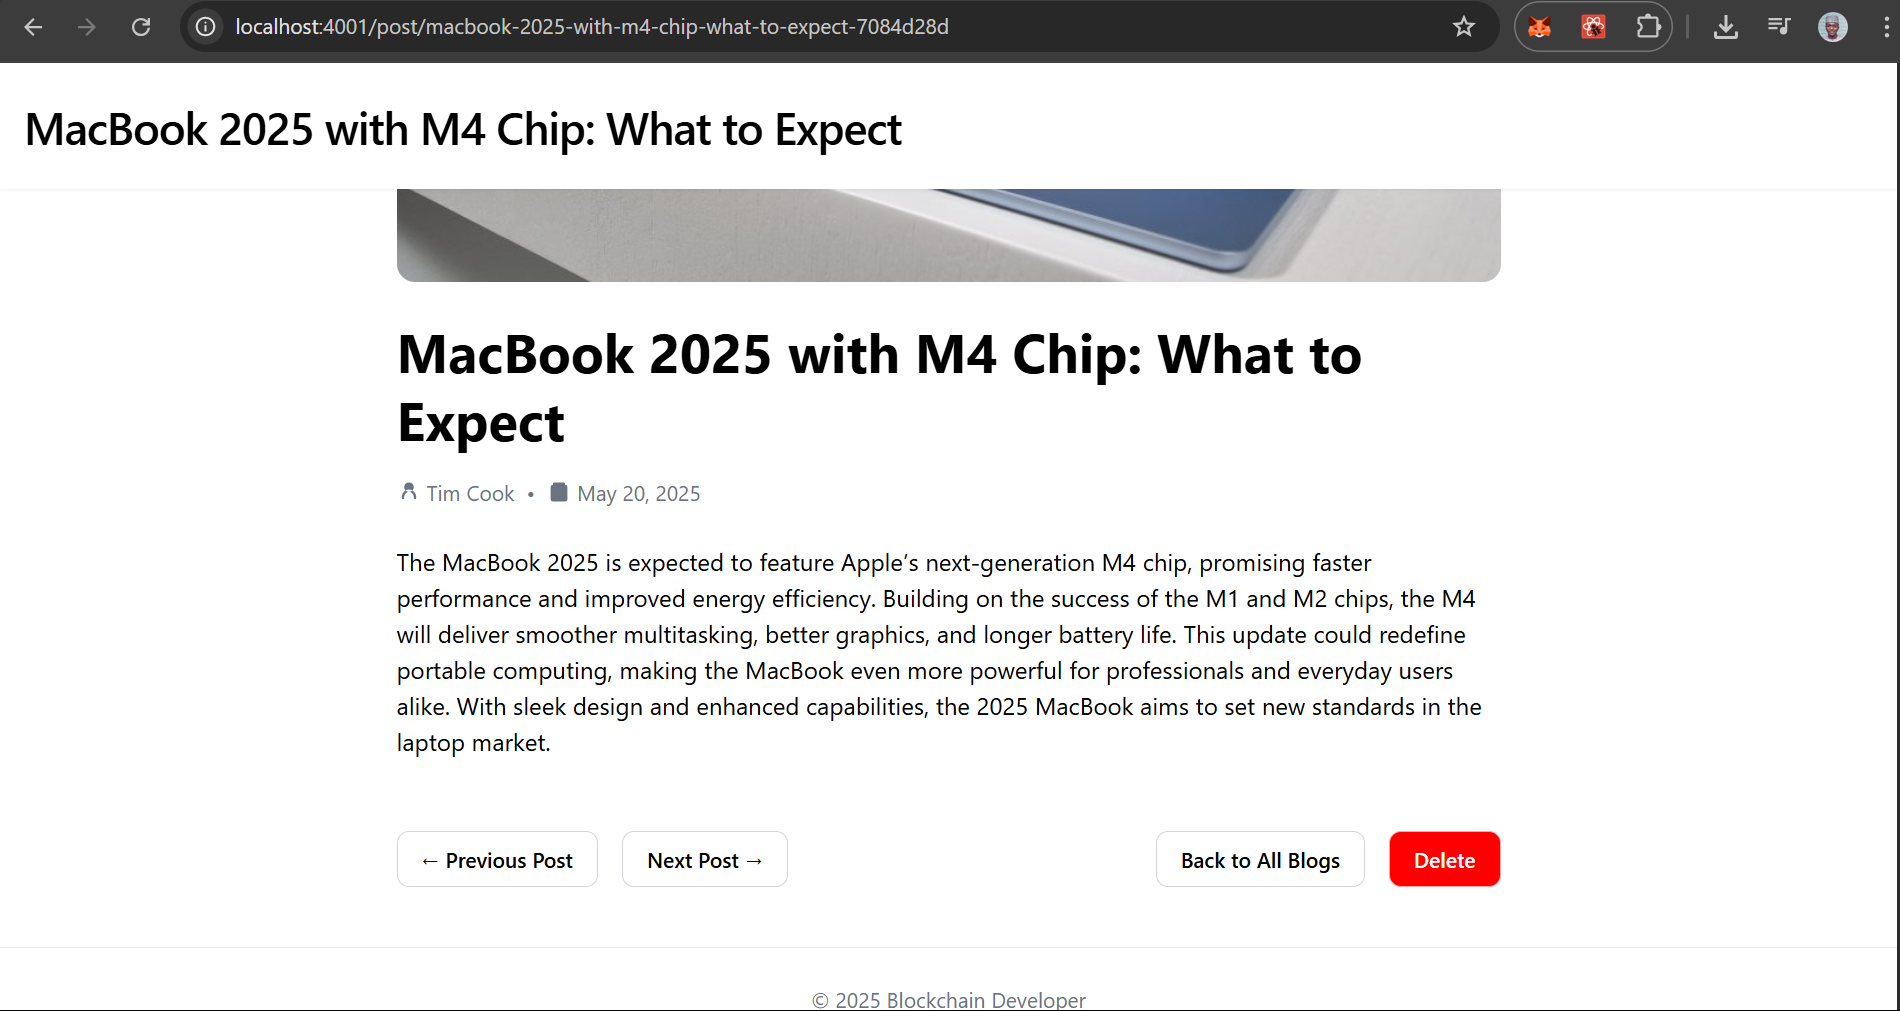 localhost:4001/post/macbook-2025-with-m4-chip-what-to-expect-7084d28d
MacBook 2025 with M4 Chip: What to Expect
MacBook 2025 with M4 Chip: What to
Expect
Tim Cook • May 20, 2025
The MacBook 2025 is expected to feature Apple’s next-generation M4 chip, promising faster
performance and improved energy efficiency. Building on the success of the M1 and M2 chips, the M4
will deliver smoother multitasking, better graphics, and longer battery life. This update could redefine
portable computing, making the MacBook even more powerful for professionals and everyday users
alike. With sleek design and enhanced capabilities, the 2025 MacBook aims to set new standards in the
laptop market.
← Previous Post Next Post → Back to All Blogs Delete
© 2025 Blockchain Developer